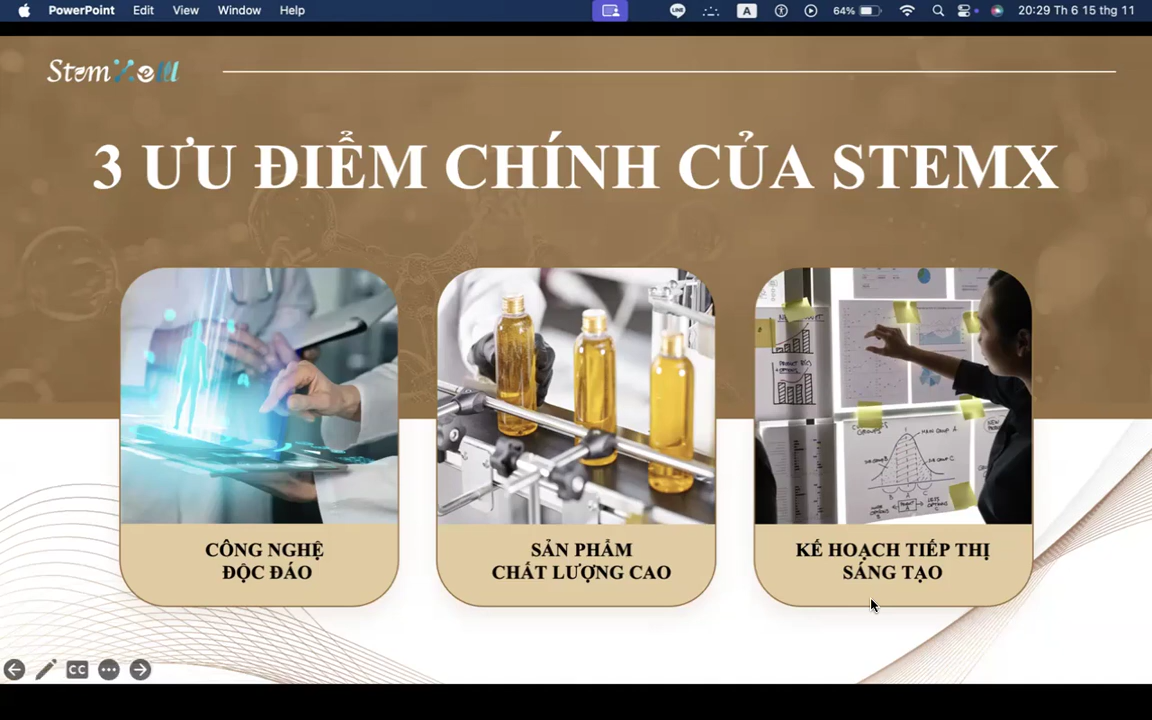 PowerPoint Edit View Window Help
A 64% 20:29 Th 6 15 thg 11
StemXcell
3 ƯU ĐIỂM CHÍNH CỦA STEMX
CÔNG NGHỆ
ĐỘC ĐÁO
SẢN PHẨM
CHẤT LƯỢNG CAO
KẾ HOẠCH TIẾP THỊ
SÁNG TẠO
CC